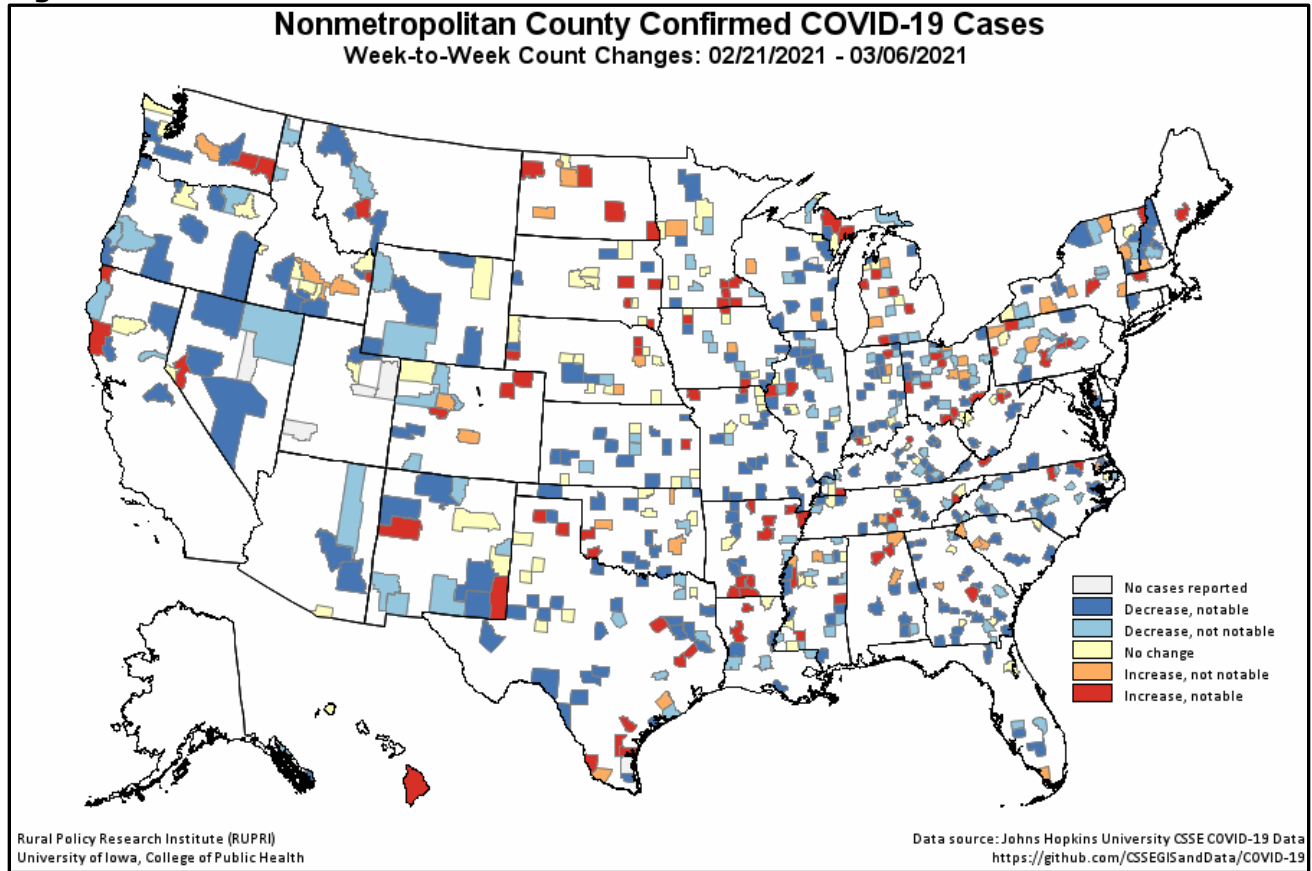 Nonmetropolitan County Confirmed COVID-19 Cases
Week-to-Week Count Changes: 02/21/2021 - 03/06/2021
No cases reported
Decrease, notable
Decrease, not notable
No change
Increase, not notable
Increase, notable
Rural Policy Research Institute (RUPRI)
University of Iowa, College of Public Health
Data source: Johns Hopkins University CSSE COVID-19 Data
https://github.com/CSSEGISandData/COVID-19